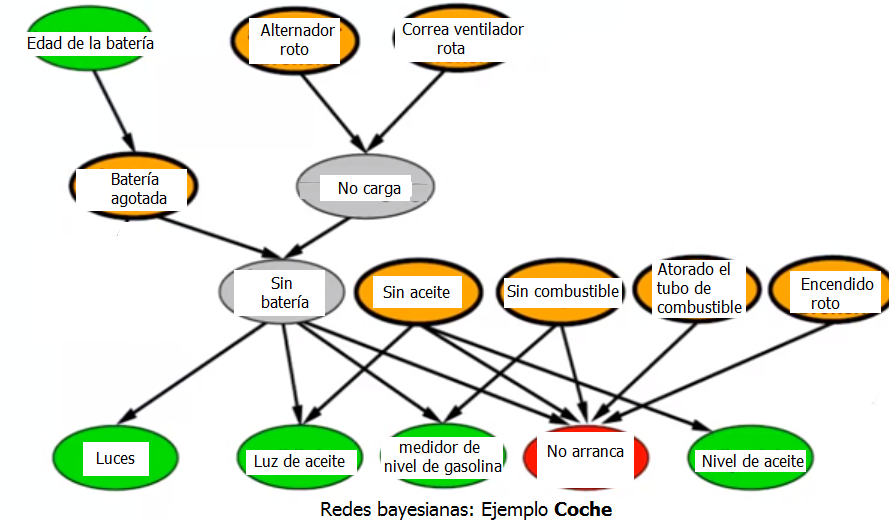 Edad de la batería
Alternador
roto
Correa ventilador
rota
Batería
agotada
No carga
Sin
batería
Sin aceite
Sin combustible
Atorado el
tubo de
combustible
Encendido
roto
Luces
Luz de aceite
medidor de
nivel de gasolina
No arranca
Nivel de aceite
Redes bayesianas: Ejemplo Coche